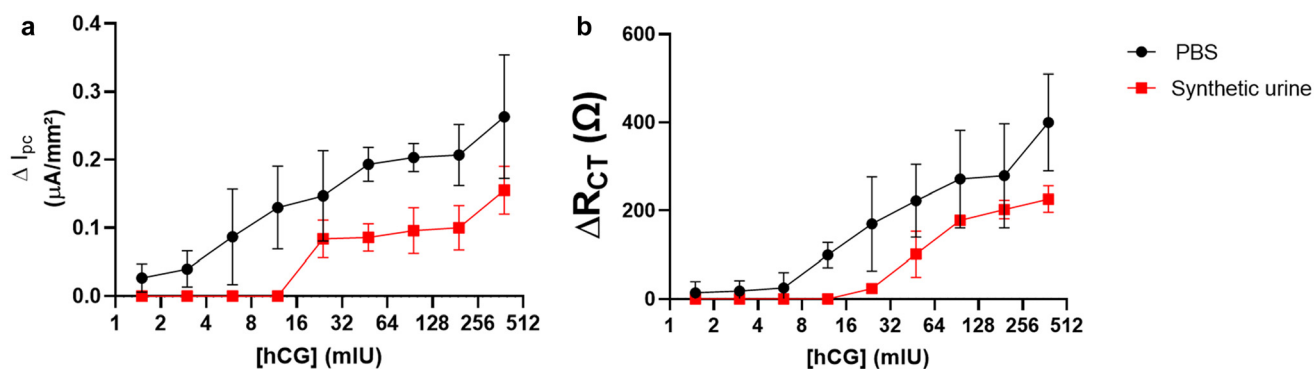 a
Δ Ipc
(µA/mm²)
0.4
0.3
0.2
0.1
0.0
1 2 4 8 16 32 64 128 256 512
[hCG] (mIU)
b
ΔRCT (Ω)
600
400
200
0
1 2 4 8 16 32 64 128 256 512
[hCG] (mIU)
PBS
Synthetic urine